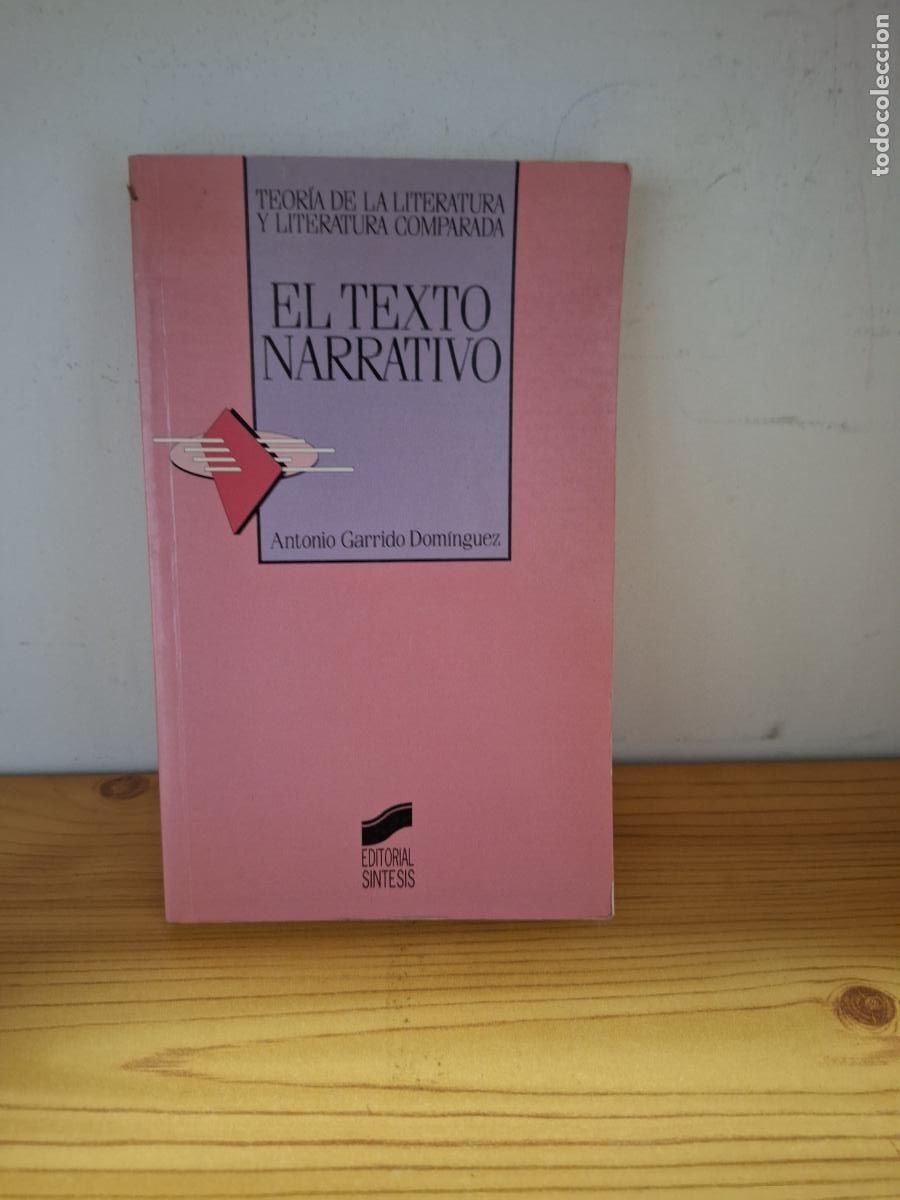 TEORÍA DE LA LITERATURA
Y LITERATURA COMPARADA
EL TEXTO
NARRATIVO
Antonio Garrido Domínguez
EDITORIAL
SINTESIS
todocoleccion